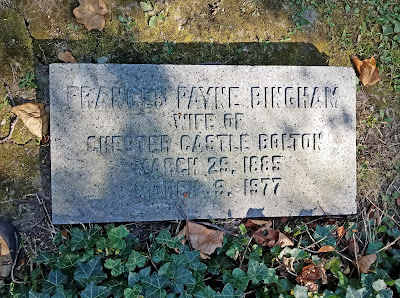 FRANCES PAYNE BINGHAM
WIFE OF
CHESTER CASTLE BOLTON
MARCH 29, 1885
MARCH 9, 1977